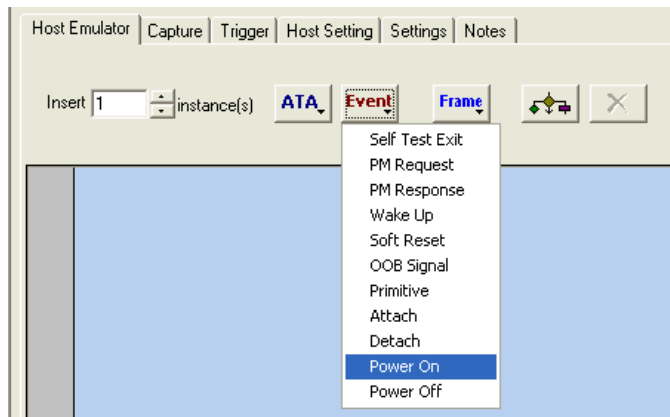 Host Emulator Capture Trigger Host Setting Settings Notes
Insert 1 instance(s) ATA Event Frame
Self Test Exit
PM Request
PM Response
Wake Up
Soft Reset
OOB Signal
Primitive
Attach
Detach
Power On
Power Off